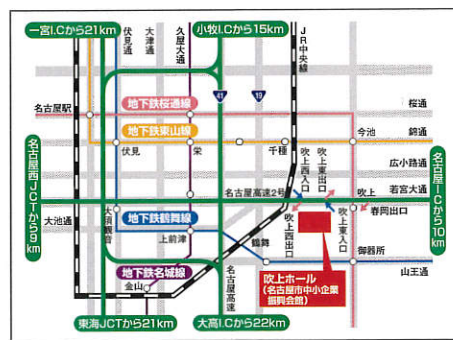 一宮I.Cから21km
伏見通
大津通
久屋大通
小牧I.Cから15km
JR中央線
41
19
名古屋駅
地下鉄桜通線
桜通
地下鉄東山線
伏見
栄
千種
今池
錦通
広小路通
吹上西入口
吹上東出口
名古屋西JCTから9km
名古屋高速2号
吹上
若宮大通
名古屋ICから10km
大池通
大須観音
地下鉄鶴舞線
上前津
鶴舞
吹上西出口
吹上東入口
春岡出口
御器所
山王通
地下鉄名城線
金山
名古屋高速
吹上ホール
(名古屋市中小企業
振興会館)
東海JCTから21km
大高I.Cから22km